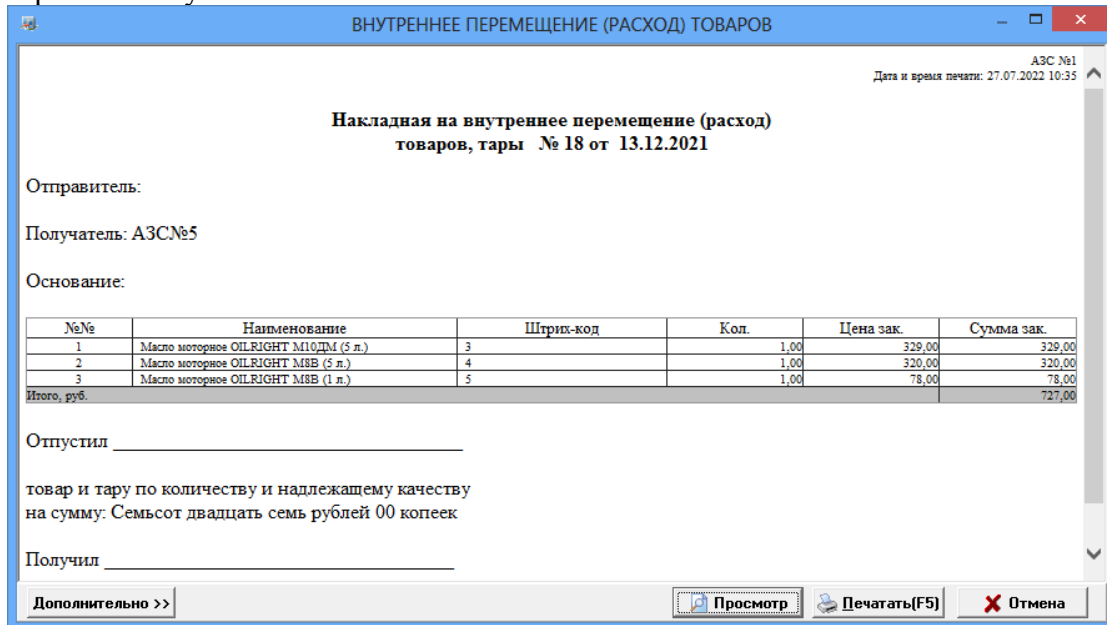 ВНУТРЕННЕЕ ПЕРЕМЕЩЕНИЕ (РАСХОД) ТОВАРОВ
АЗС №1
Дата и время печати: 27.07.2022 10:35
Накладная на внутреннее перемещение (расход)
товаров, тары № 18 от 13.12.2021
Отправитель:
Получатель: АЗС№5
Основание:
№№ Наименование Штрих-код Кол. Цена зак. Сумма зак.
1 Масло моторное OILRIGHT М10ДМ (5 л.) 3 1,00 329,00 329,00
2 Масло моторное OILRIGHT М8В (5 л.) 4 1,00 320,00 320,00
3 Масло моторное OILRIGHT М8В (1 л.) 5 1,00 78,00 78,00
Итого, руб. 727,00
Отпустил
товар и тару по количеству и надлежащему качеству
на сумму: Семьсот двадцать семь рублей 00 копеек
Получил
Дополнительно >> Просмотр Печатать(F5) Отмена